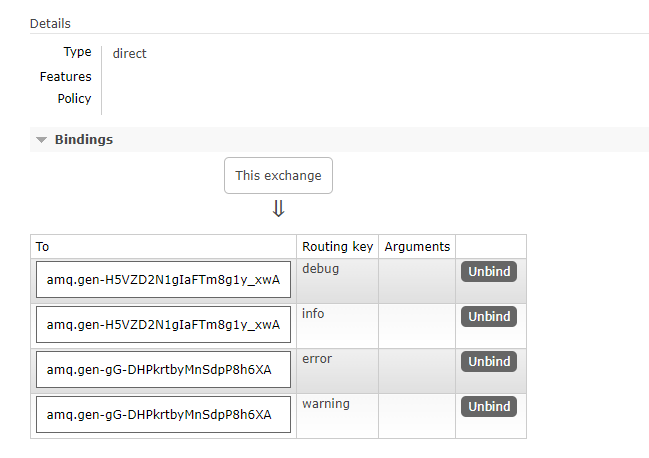 Details
Type direct
Features
Policy
Bindings
This exchange
To Routing key Arguments
amq.gen-H5VZD2N1gIaFTm8g1y_xwA debug Unbind
amq.gen-H5VZD2N1gIaFTm8g1y_xwA info Unbind
amq.gen-gG-DHPkrtbyMnSdpP8h6XA error Unbind
amq.gen-gG-DHPkrtbyMnSdpP8h6XA warning Unbind